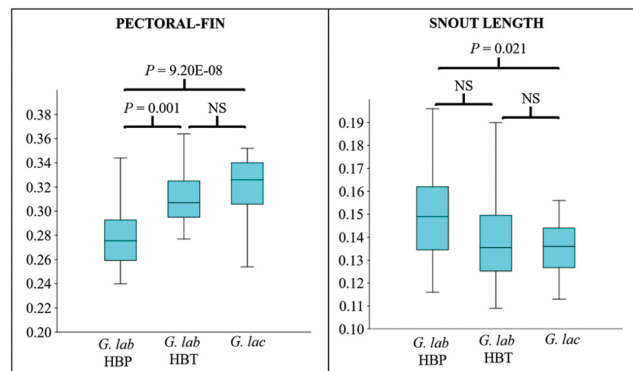 PECTORAL-FIN
P = 9.20E-08
P = 0.001
NS
0.38
0.36
0.34
0.32
0.30
0.28
0.26
0.24
0.22
0.20
G. lab
HBP
G. lab
HBT
G. lac
SNOUT LENGTH
P = 0.021
NS
NS
0.19
0.18
0.17
0.16
0.15
0.14
0.13
0.12
0.11
0.10
G. lab
HBP
G. lab
HBT
G. lac